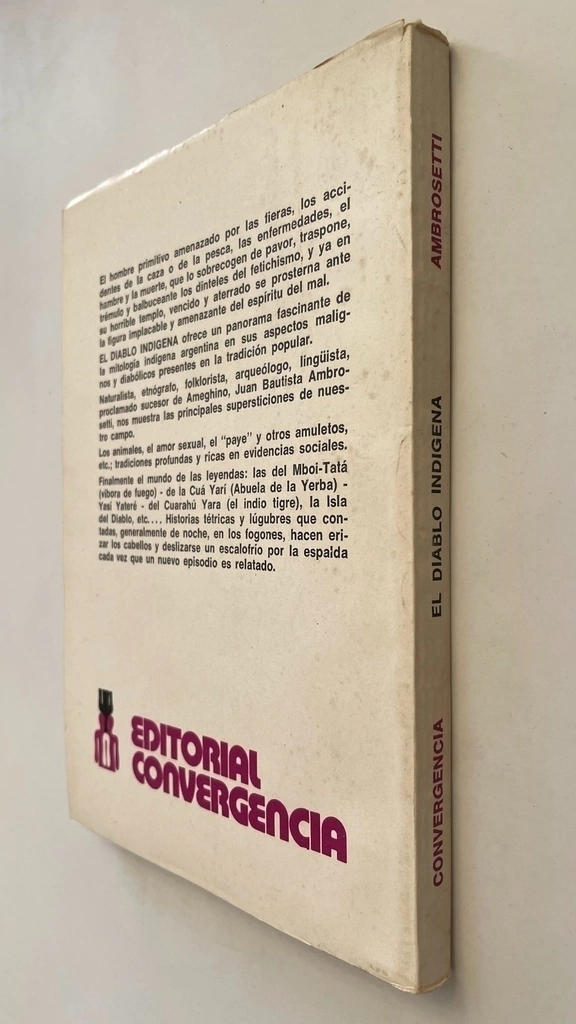 El hombre primitivo amenazado por las fieras, los acci-
dentes de la caza o de la pesca, las enfermedades, el
hambre y la muerte, que lo sobrecogen de pavor, traspone,
trémulo y balbuceante los dinteles del fetichismo, y ya en
su horrible templo, vencido y aterrado se prosterna ante
la figura implacable y amenazante del espíritu del mal.
EL DIABLO INDIGENA ofrece un panorama fascinante de
la mitología indígena argentina en sus aspectos malig-
nos y diabólicos presentes en la tradición popular.
Naturalista, etnógrafo, folklorista, arqueólogo, lingüista,
proclamado sucesor de Ameghino, Juan Bautista Ambro-
setti, nos muestra las principales supersticiones de nues-
tro campo.
Los animales, el amor sexual, el "paye" y otros amuletos,
etc.; tradiciones profundas y ricas en evidencias sociales.
Finalmente el mundo de las leyendas: las del Mboi-Tatá
(víbora de fuego) - de la Cuá Yarí (Abuela de la Yerba) -
Yasí Yateré - del Cuarahú Yara (el indio tigre), la Isla
del Diablo, etc.... Historias tétricas y lúgubres que con-
tadas, generalmente de noche, en los fogones, hacen eri-
zar los cabellos y deslizarse un escalofrío por la espalda
cada vez que un nuevo episodio es relatado.
EDITORIAL
CONVERGENCIA
CONVERGENCIA EL DIABLO INDIGENA AMBROSETTI